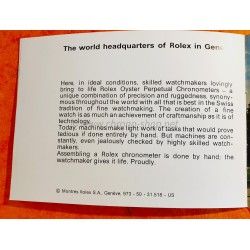 The world headquarters of Rolex in Gen
Here, in ideal conditions, skilled watchmakers lovingly
bring to life Rolex Oyster Perpetual Chronometers – a
unique combination of precision and ruggedness, synony-
mous throughout the world with all that is best in the Swiss
tradition of fine watchmaking. The creation of a fine
watch is as much an achievement of craftmanship as it is of
technology.
Today, machines make light work of tasks that would prove
tedious if done entirely by hand. But machines are con-
stantly, even jealously checked by highly skilled watch-
makers.
Assembling a Rolex chronometer is done by hand; the
watchmaker gives it life. Proudly.
© Montres Rolex S.A., Geneva. 573 - 50 - 31.518 - US